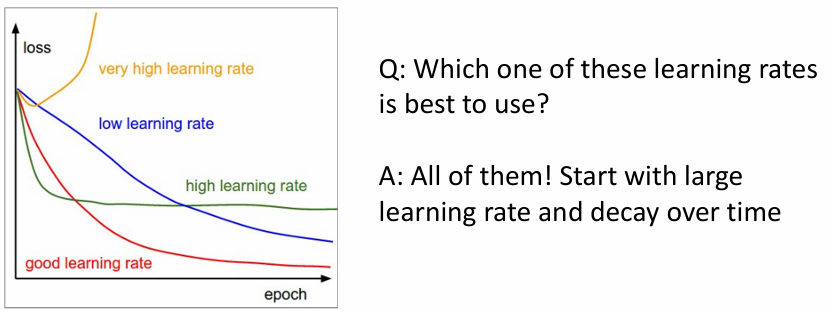 loss
very high learning rate
low learning rate
high learning rate
good learning rate
epoch
Q: Which one of these learning rates
is best to use?
A: All of them! Start with large
learning rate and decay over time